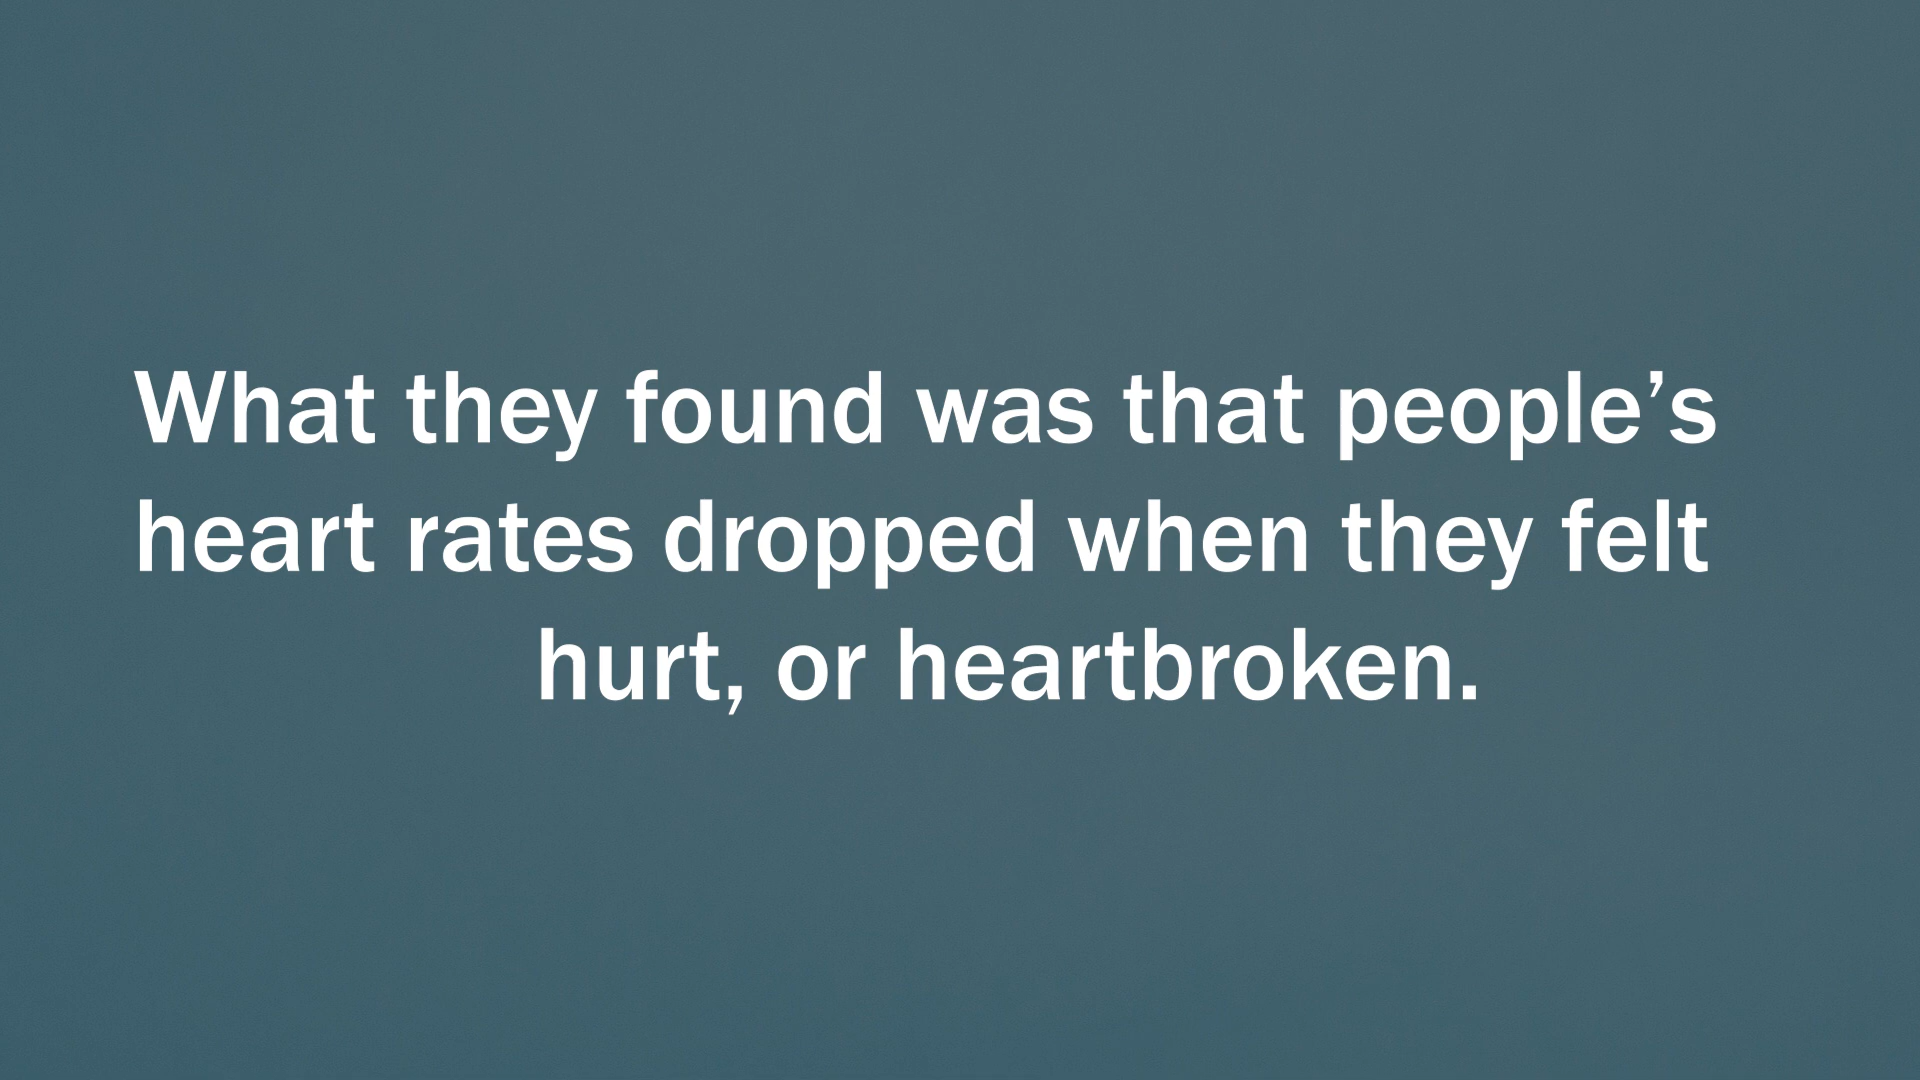 What they found was that people’s
heart rates dropped when they felt
hurt, or heartbroken.